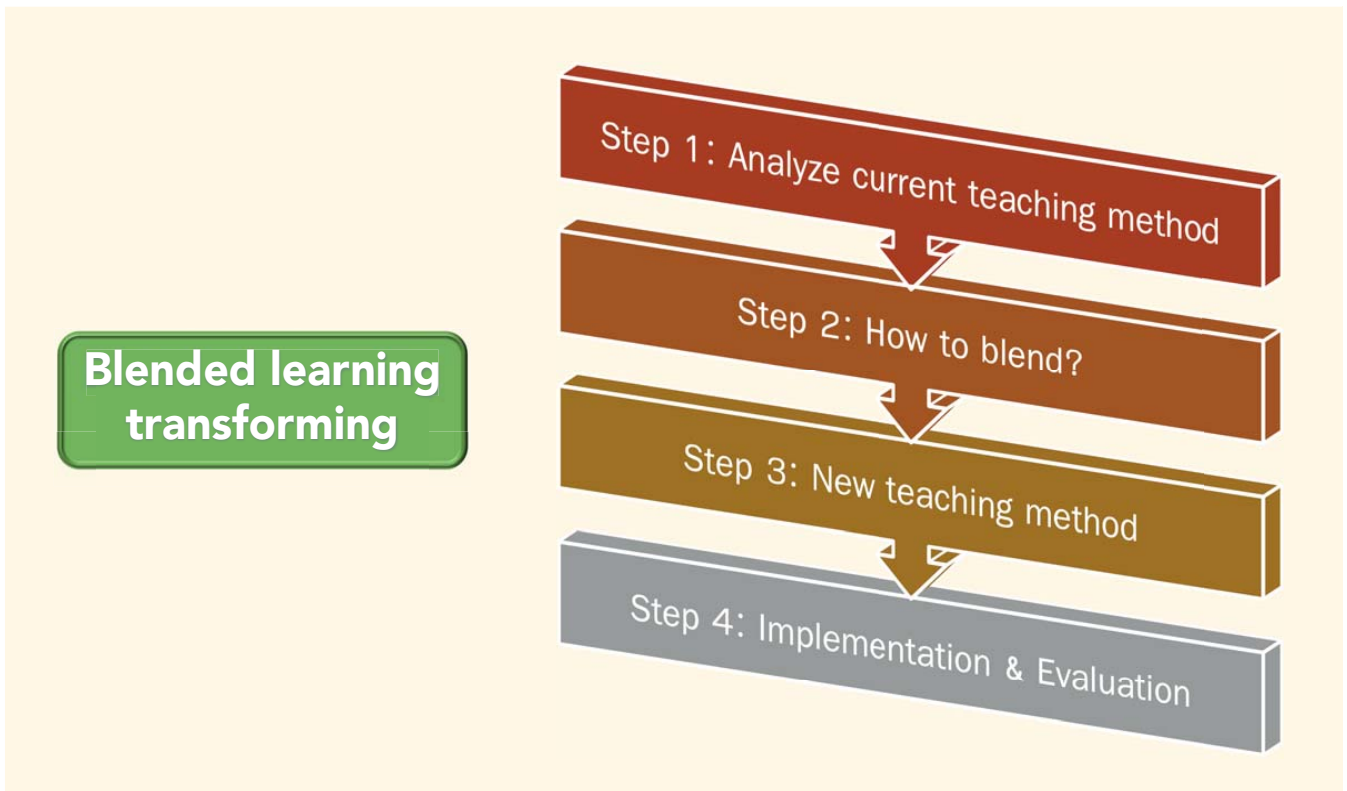 Blended learning
transforming
Step 1: Analyze current teaching method
Step 2: How to blend?
Step 3: New teaching method
Step 4: Implementation & Evaluation